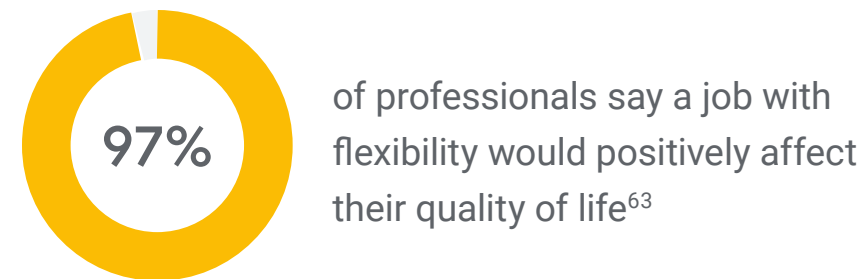 97%
of professionals say a job with
flexibility would positively affect
their quality of life⁶³